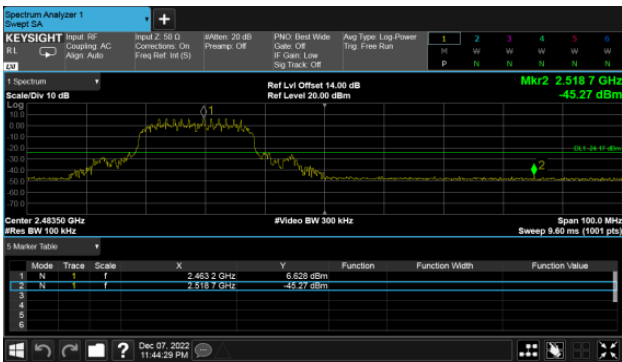 Spectrum Analyzer 1
Swept SA
+
KEYSIGHT Input: RF Input Z: 50 Ω #Atten: 20 dB PNO: Best Wide Avg Type: Log-Power 1 2 3 4 5 6
RL Coupling: AC Corrections: On Preamp: Off Gate: Off Trig: Free Run M W W W W W
Align: Auto Freq Ref: Int (S) IF Gain: Low P N N N N N
LXI Sig Track: Off
1 Spectrum Ref Lvl Offset 14.00 dB Mkr2 2.518 7 GHz
Scale/Div 10 dB Ref Level 20.00 dBm -45.27 dBm
Log
10.0
0.00
-10.0
-20.0
-30.0
-40.0
-50.0
-60.0
-70.0
1
DL1 -24.17 dBm
2
Center 2.48350 GHz #Video BW 300 kHz Span 100.0 MHz
#Res BW 100 kHz Sweep 9.60 ms (1001 pts)
5 Marker Table
Mode Trace Scale X Y Function Function Width Function Value
1 N 1 f 2.463 2 GHz 6.628 dBm
2 N 1 f 2.518 7 GHz -45.27 dBm
3
4
5
6
? Dec 07, 2022
11:44:29 PM